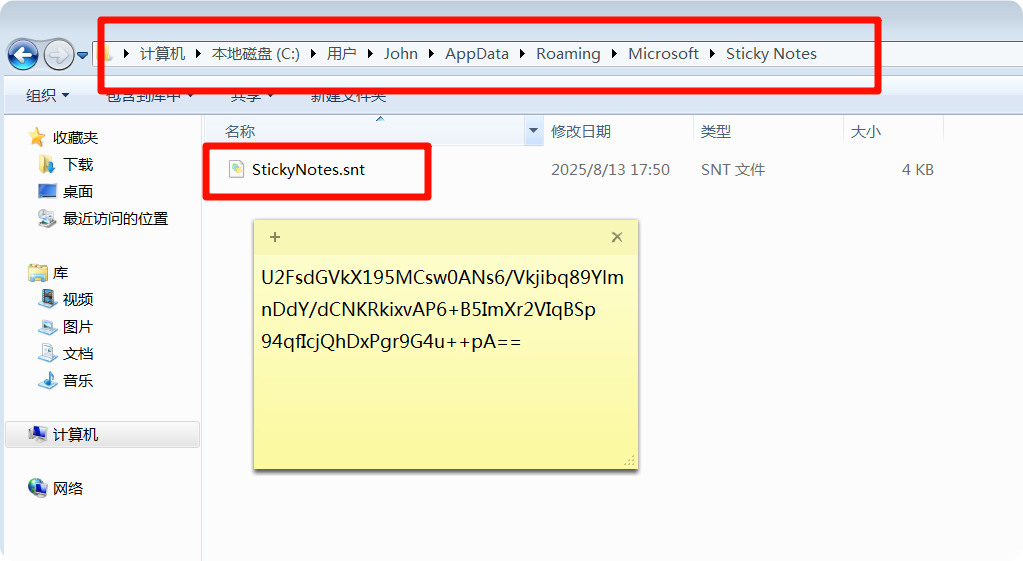 计算机 本地磁盘 (C:) 用户 John AppData Roaming Microsoft Sticky Notes
组织 包含到库中 共享 新建文件夹
名称 修改日期 类型 大小
StickyNotes.snt 2025/8/13 17:50 SNT 文件 4 KB
收藏夹
下载
桌面
最近访问的位置
库
视频
图片
文档
音乐
计算机
网络
U2FsdGVkX195MCsw0ANs6/Vkjibq89Ylm
nDdY/dCNKRkixvAP6+B5ImXr2VIqBSp
94qfIcjQhDxPgr9G4u++pA==